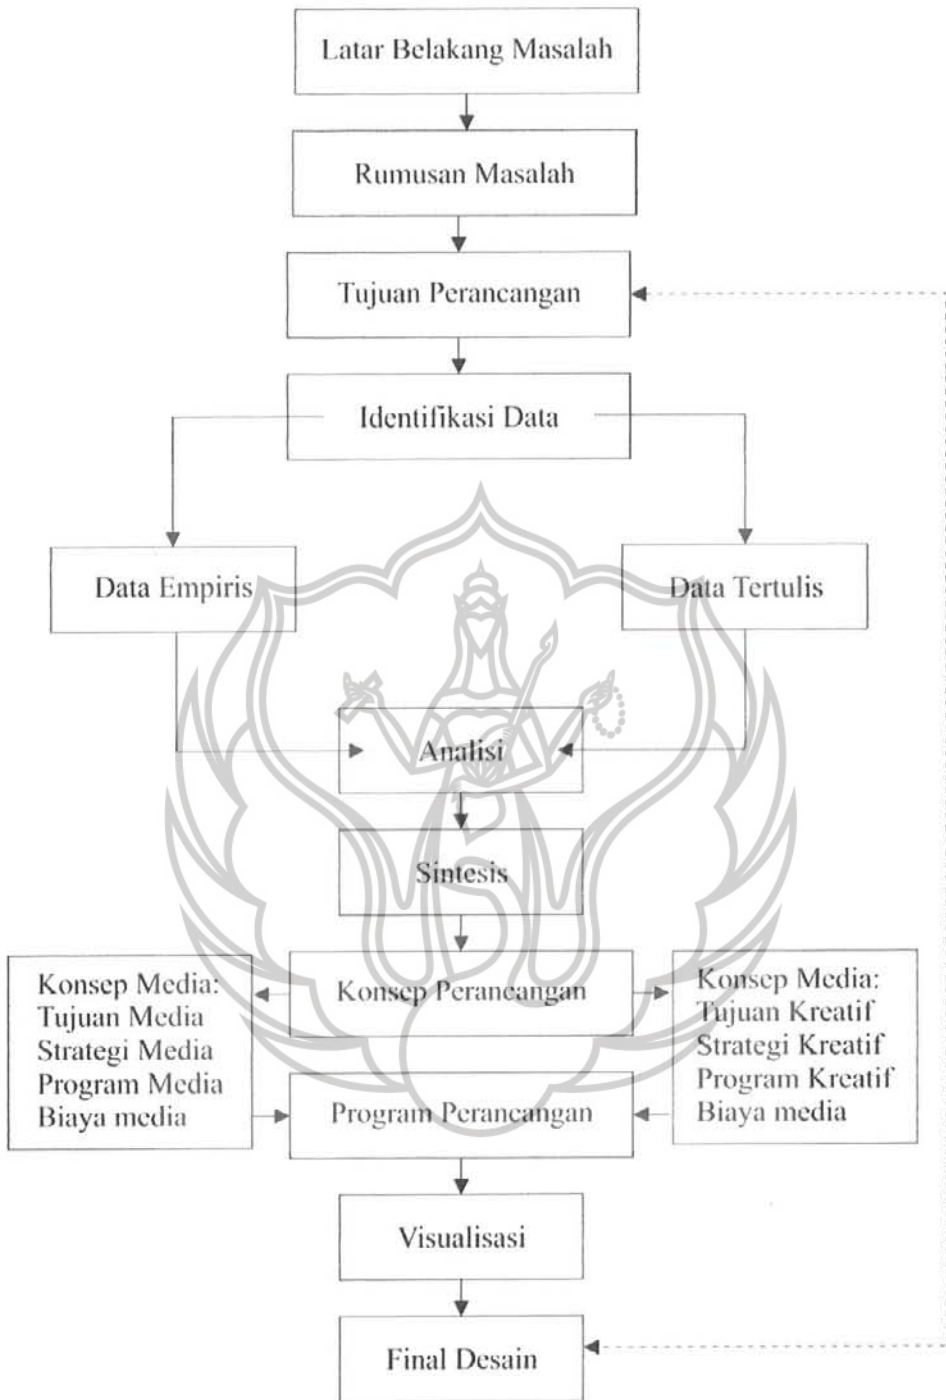 Latar Belakang Masalah
Rumusan Masalah
Tujuan Perancangan
Identifikasi Data
Data Empiris
Data Tertulis
Analisi
Sintesis
Konsep Perancangan
Konsep Media:
Tujuan Media
Strategi Media
Program Media
Biaya media
Konsep Media:
Tujuan Kreatif
Strategi Kreatif
Program Kreatif
Biaya media
Program Perancangan
Visualisasi
Final Desain